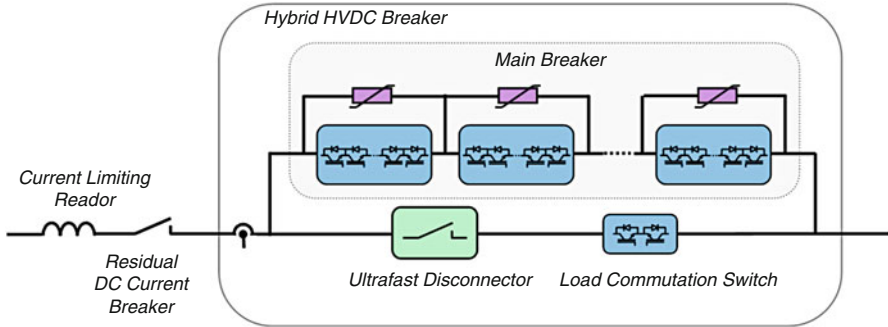 Hybrid HVDC Breaker
Main Breaker
Current Limiting
Reador
Residual
DC Current
Breaker
Ultrafast Disconnector
Load Commutation Switch